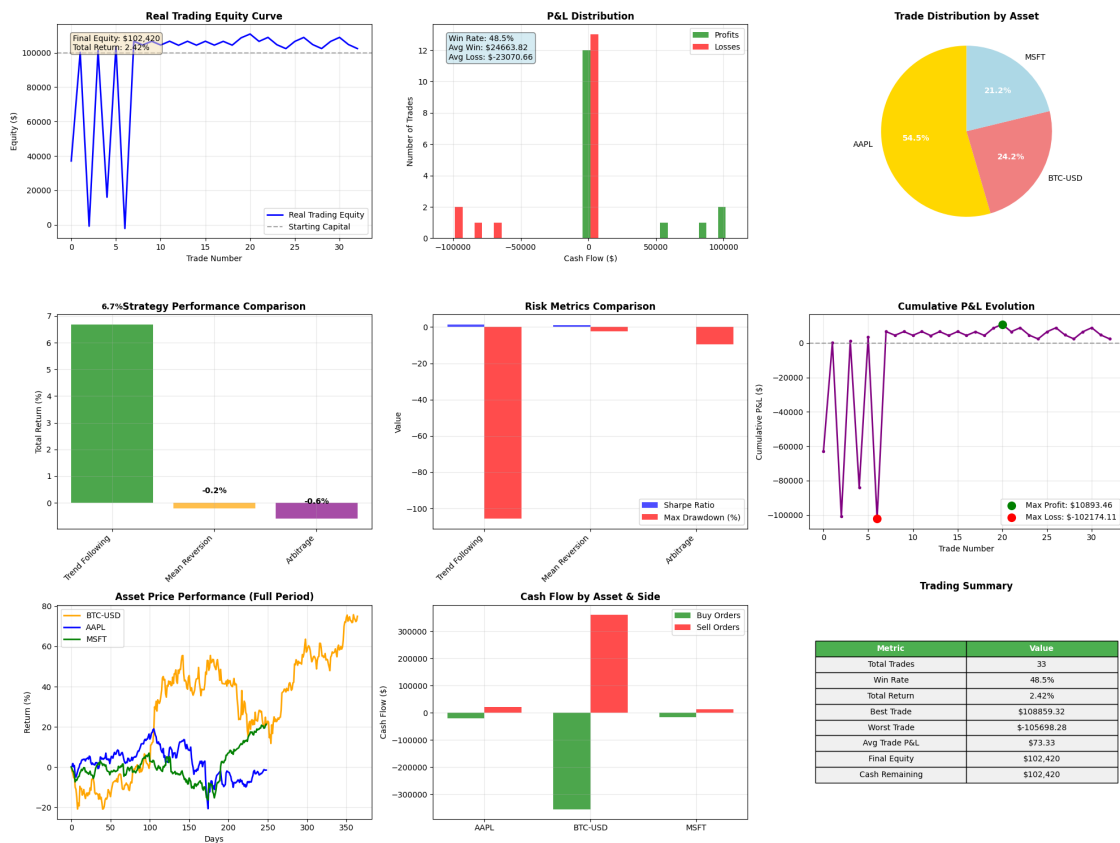 Real Trading Equity Curve
Final Equity: $102,420
Total Return: 2.42%
100000
80000
60000
40000
20000
0
Equity ($)
0 5 10 15 20 25 30
Trade Number
Real Trading Equity
Starting Capital
P&L Distribution
Win Rate: 48.5%
Avg Win: $24663.82
Avg Loss: $-23070.66
Profits
Losses
12
10
8
6
4
2
0
Number of Trades
−100000 −50000 0 50000 100000
Cash Flow ($)
Trade Distribution by Asset
MSFT
21.2%
AAPL
54.5%
24.2%
BTC-USD
Strategy Performance Comparison
6.7%
7
6
5
4
3
2
1
0
Total Return (%)
-0.2%
-0.6%
Trend Following
Mean Reversion
Arbitrage
Risk Metrics Comparison
0
−20
−40
−60
−80
−100
Value
Sharpe Ratio
Max Drawdown (%)
Trend Following
Mean Reversion
Arbitrage
Cumulative P&L Evolution
0
−20000
−40000
−60000
−80000
−100000
Cumulative P&L ($)
Max Profit: $10893.46
Max Loss: $-102174.11
0 5 10 15 20 25 30
Trade Number
Asset Price Performance (Full Period)
BTC-USD
AAPL
MSFT
80
60
40
20
0
−20
Return (%)
0 50 100 150 200 250 300 350
Days
Cash Flow by Asset & Side
Buy Orders
Sell Orders
300000
200000
100000
0
−100000
−200000
−300000
Cash Flow ($)
AAPL BTC-USD MSFT
Trading Summary
Metric Value
Total Trades 33
Win Rate 48.5%
Total Return 2.42%
Best Trade $108859.32
Worst Trade $-105698.28
Avg Trade P&L $73.33
Final Equity $102,420
Cash Remaining $102,420